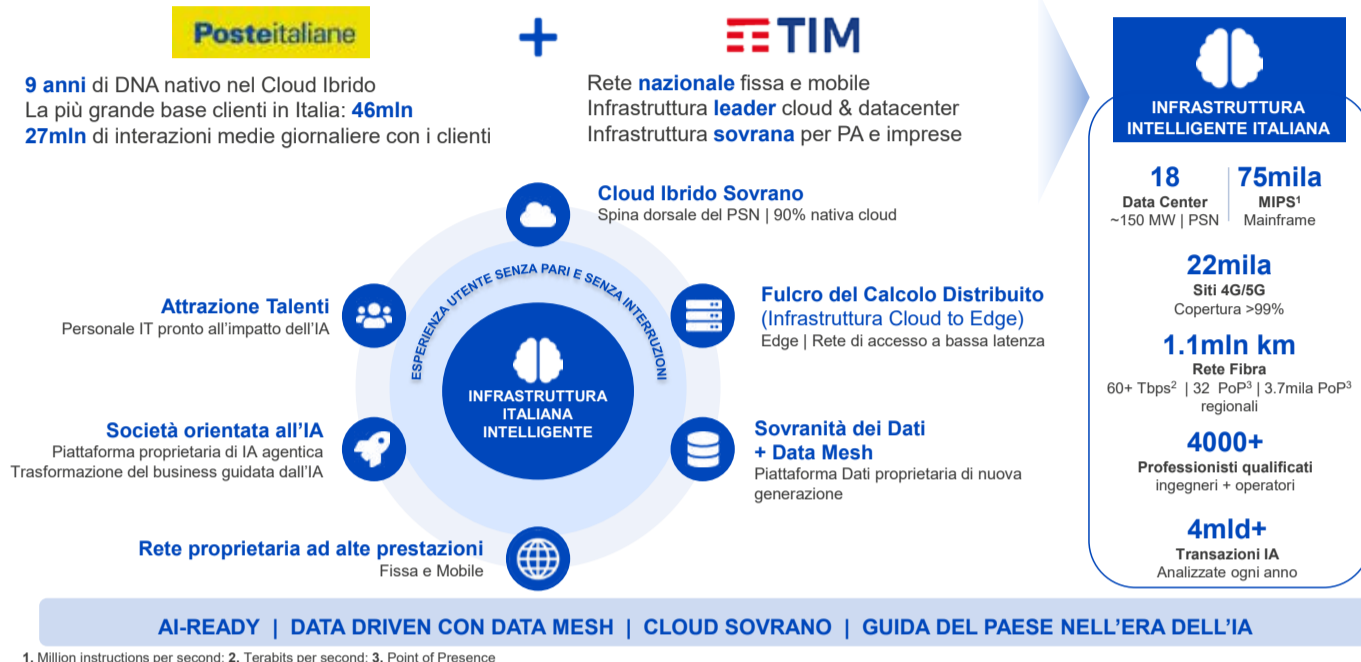 Posteitaliane
+
TIM
9 anni di DNA nativo nel Cloud Ibrido
La più grande base clienti in Italia: 46mln
27mln di interazioni medie giornaliere con i clienti
Rete nazionale fissa e mobile
Infrastruttura leader cloud & datacenter
Infrastruttura sovrana per PA e imprese
Cloud Ibrido Sovrano
Spina dorsale del PSN | 90% nativa cloud
Attrazione Talenti
Personale IT pronto all'impatto dell'IA
Fulcro del Calcolo Distribuito
(Infrastruttura Cloud to Edge)
Edge | Rete di accesso a bassa latenza
ESPERIENZA UTENTE SENZA PARI E SENZA INTERRUZIONI
INFRASTRUTTURA
ITALIANA
INTELLIGENTE
Società orientata all'IA
Piattaforma proprietaria di IA agentica
Trasformazione del business guidata dall'IA
Sovranità dei Dati
+ Data Mesh
Piattaforma Dati proprietaria di nuova
generazione
Rete proprietaria ad alte prestazioni
Fissa e Mobile
INFRASTRUTTURA
INTELLIGENTE ITALIANA
18
Data Center
~150 MW | PSN
75mila
MIPS¹
Mainframe
22mila
Siti 4G/5G
Copertura >99%
1.1mln km
Rete Fibra
60+ Tbps² | 32 PoP³ | 3.7mila PoP³
regionali
4000+
Professionisti qualificati
ingegneri + operatori
4mld+
Transazioni IA
Analizzate ogni anno
AI-READY | DATA DRIVEN CON DATA MESH | CLOUD SOVRANO | GUIDA DEL PAESE NELL'ERA DELL'IA
1. Million instructions per second; 2. Terabits per second; 3. Point of Presence